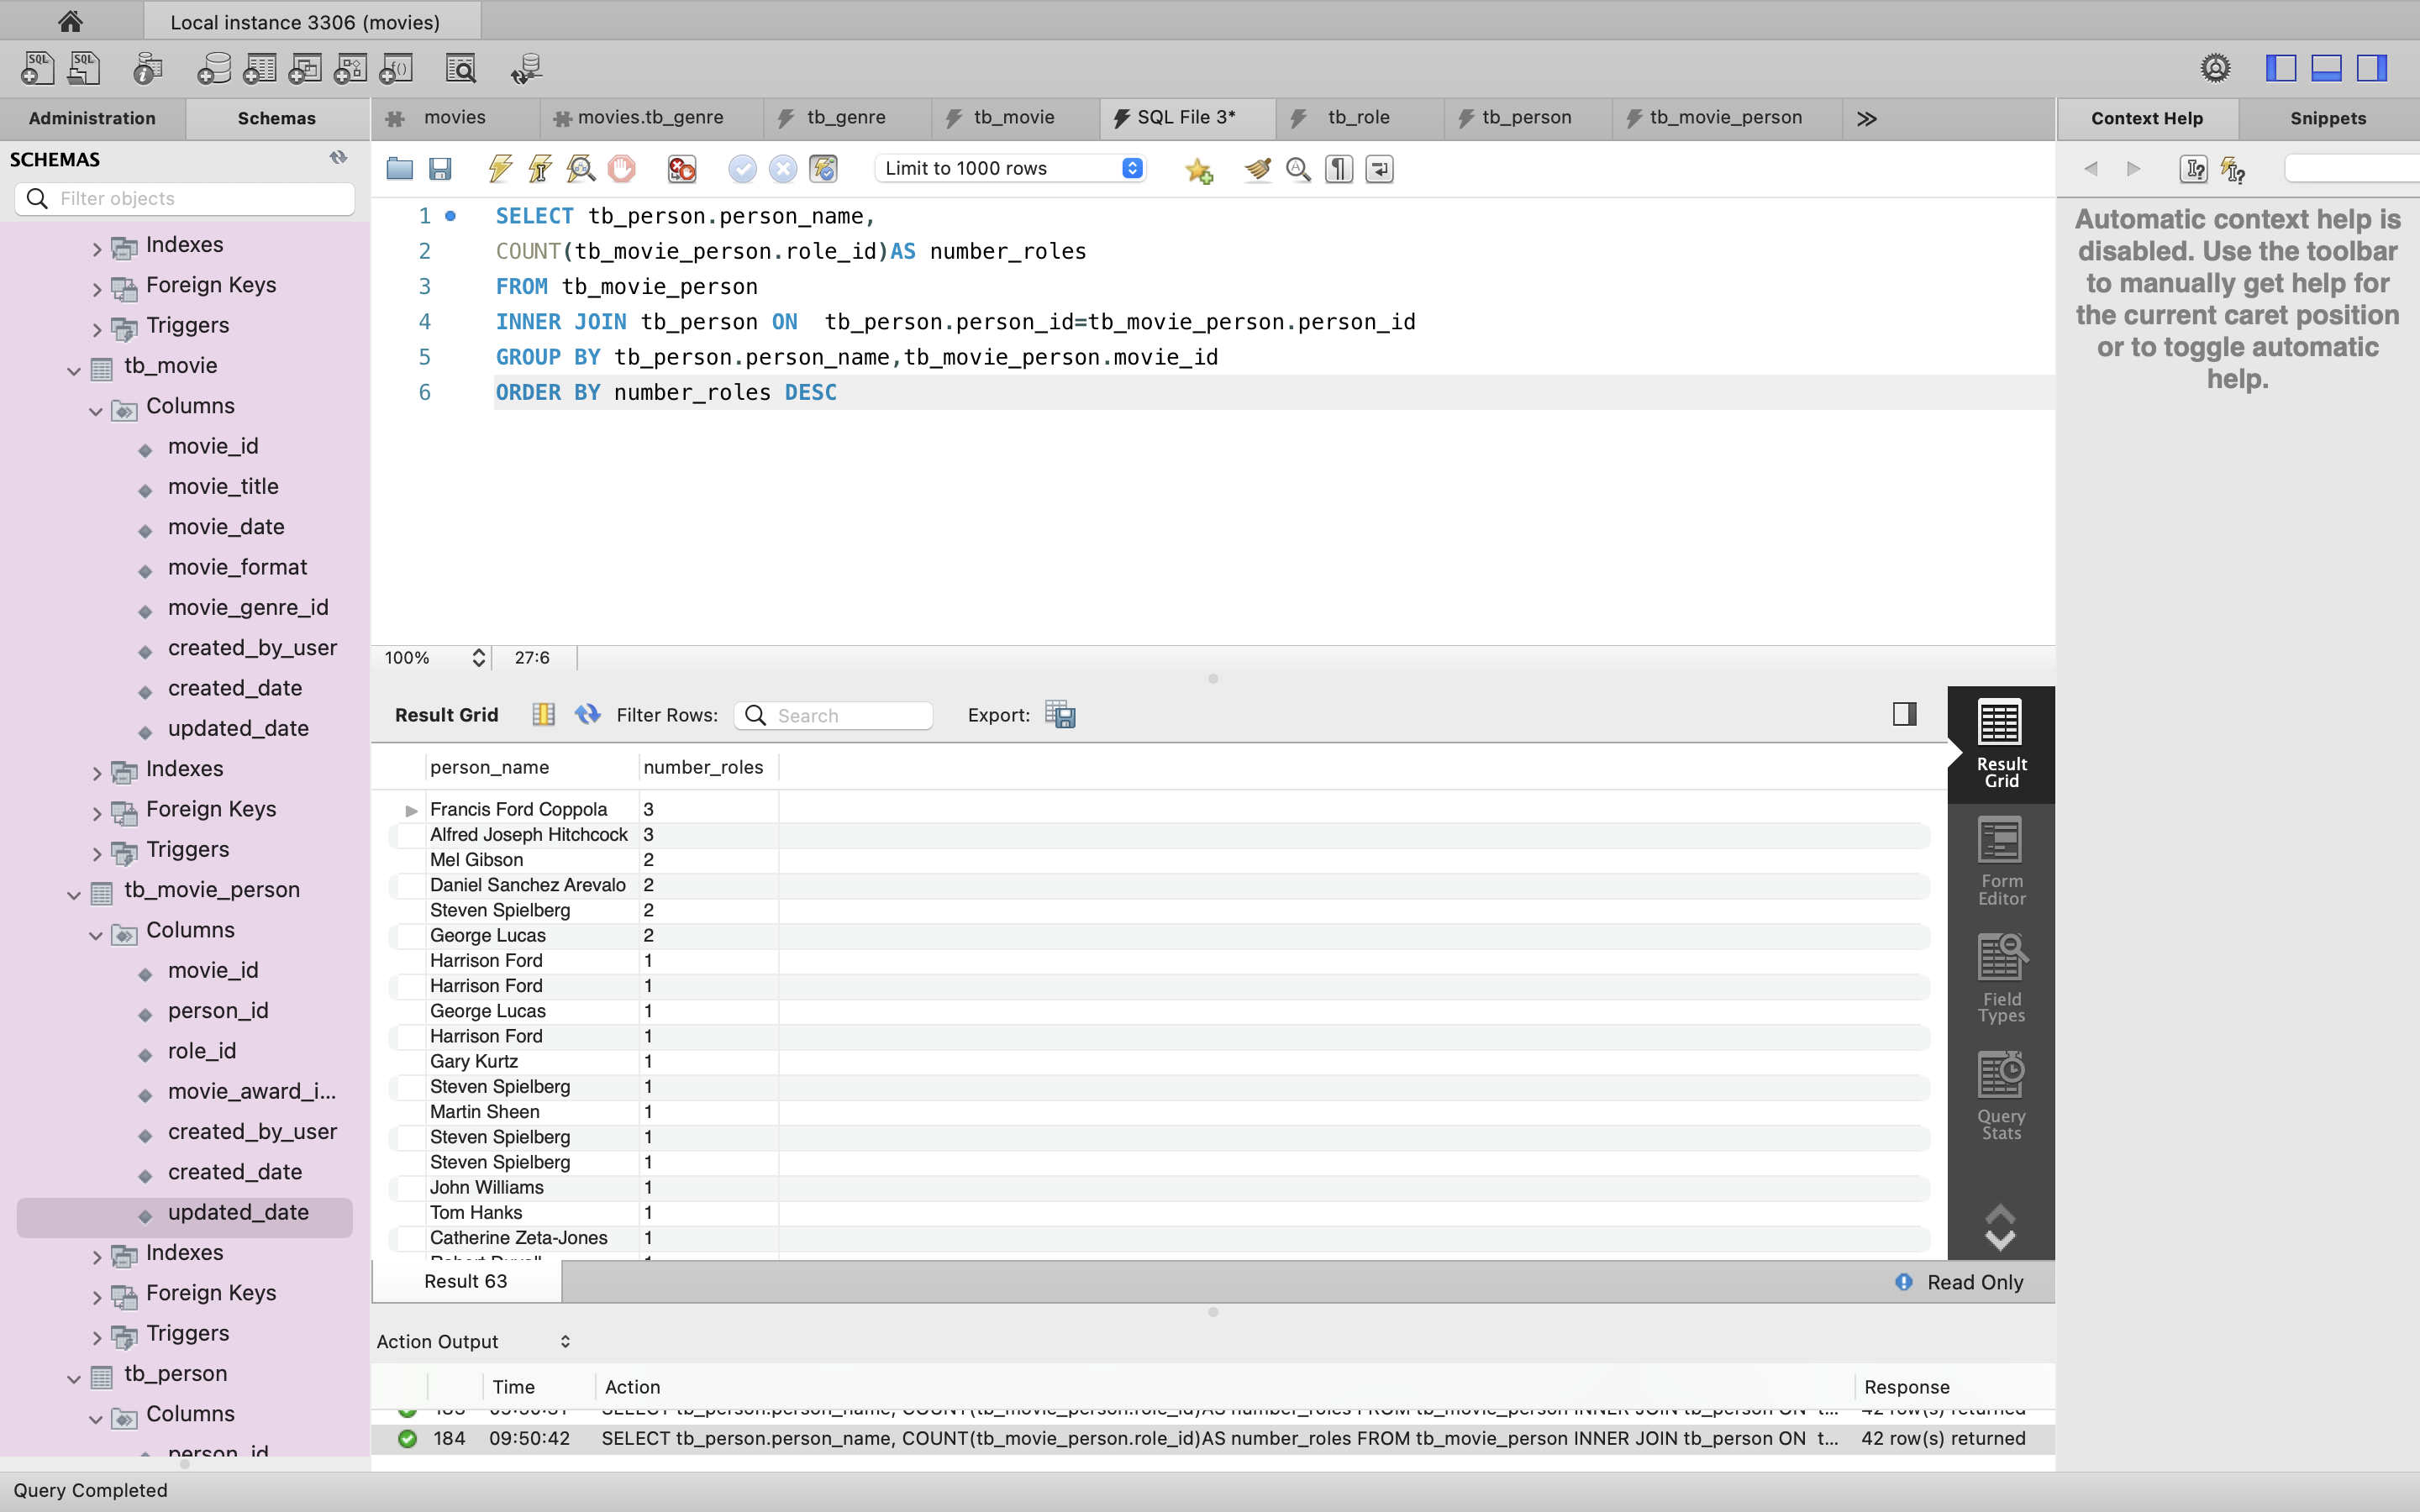 Local instance 3306 (movies)
Administration
Schemas
movies
movies.tb_genre
tb_genre
tb_movie
SQL File 3*
tb_role
tb_person
tb_movie_person
Context Help
Snippets
SCHEMAS
Filter objects
Limit to 1000 rows
Indexes
Foreign Keys
Triggers
tb_movie
Columns
movie_id
movie_title
movie_date
movie_format
movie_genre_id
created_by_user
created_date
updated_date
Indexes
Foreign Keys
Triggers
tb_movie_person
Columns
movie_id
person_id
role_id
movie_award_i...
created_by_user
created_date
updated_date
Indexes
Foreign Keys
Triggers
tb_person
Columns
person_id
1 SELECT tb_person.person_name,
2 COUNT(tb_movie_person.role_id)AS number_roles
3 FROM tb_movie_person
4 INNER JOIN tb_person ON  tb_person.person_id=tb_movie_person.person_id
5 GROUP BY tb_person.person_name,tb_movie_person.movie_id
6 ORDER BY number_roles DESC
Automatic context help is
disabled. Use the toolbar
to manually get help for
the current caret position
or to toggle automatic
help.
100% 27:6
Result Grid Filter Rows: Search Export:
person_name number_roles
Francis Ford Coppola 3
Alfred Joseph Hitchcock 3
Mel Gibson 2
Daniel Sanchez Arevalo 2
Steven Spielberg 2
George Lucas 2
Harrison Ford 1
Harrison Ford 1
George Lucas 1
Harrison Ford 1
Gary Kurtz 1
Steven Spielberg 1
Martin Sheen 1
Steven Spielberg 1
Steven Spielberg 1
John Williams 1
Tom Hanks 1
Catherine Zeta-Jones 1
Result
Grid
Form
Editor
Field
Types
Query
Stats
Result 63
Read Only
Action Output
Time Action Response
184 09:50:42 SELECT tb_person.person_name, COUNT(tb_movie_person.role_id)AS number_roles FROM tb_movie_person INNER JOIN tb_person ON  t... 42 row(s) returned
Query Completed